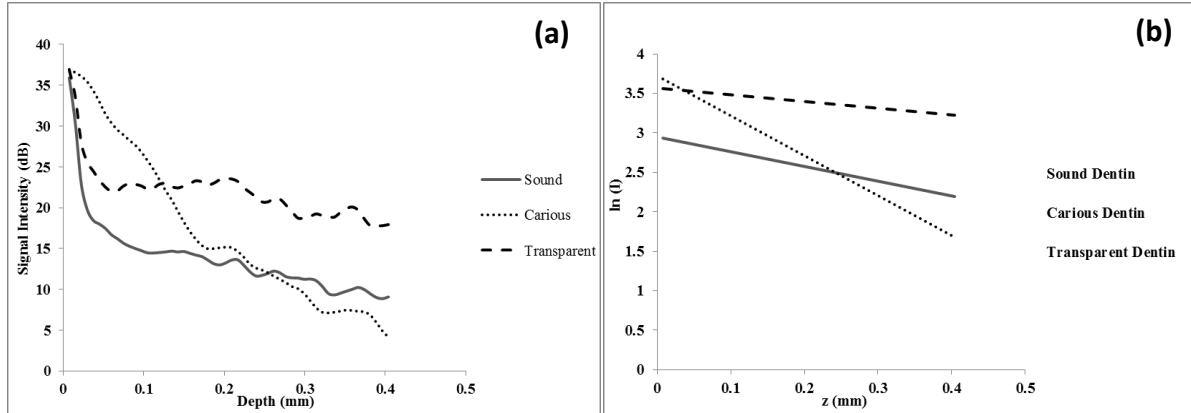 (a)
40
35
30
25
20
15
10
5
0
Signal Intensity (dB)
0 0.1 0.2 0.3 0.4 0.5
Depth (mm)
Sound
Carious
Transparent
(b)
4
3.5
3
2.5
2
1.5
1
0.5
0
ln (I)
0 0.1 0.2 0.3 0.4 0.5
z (mm)
Sound Dentin
Carious Dentin
Transparent Dentin